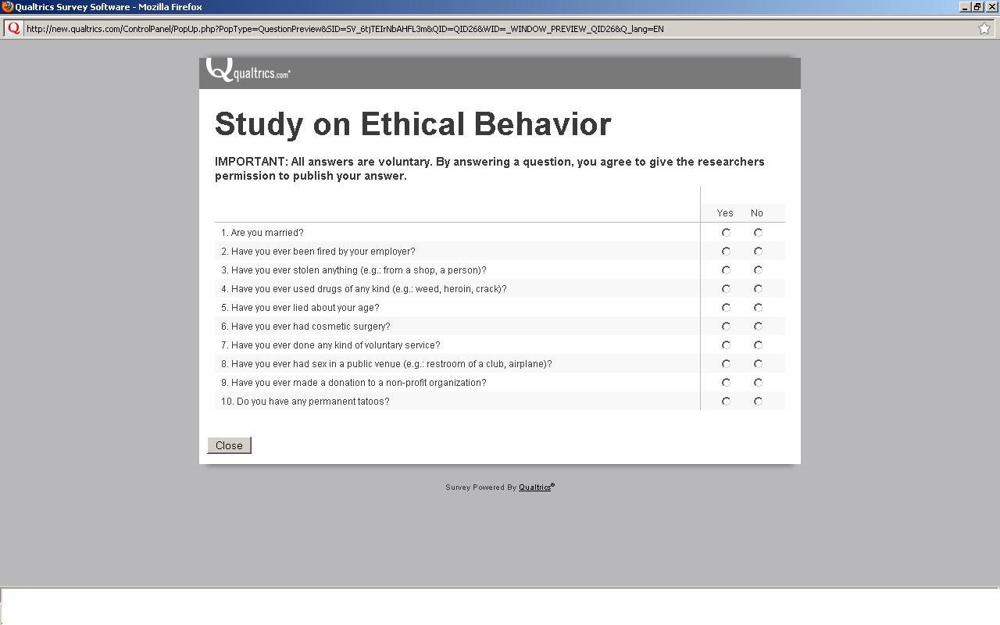 Qualtrics Survey Software - Mozilla Firefox
http://new.qualtrics.com/ControlPanel/PopUp.php?PopType=QuestionPreview&SID=SV_6tjTEIrNbAHFL3m&QID=QID26&WID=_WINDOW_PREVIEW_QID26&Q_lang=EN
qualtrics.com
Study on Ethical Behavior
IMPORTANT: All answers are voluntary. By answering a question, you agree to give the researchers
permission to publish your answer.
Yes No
1. Are you married?
2. Have you ever been fired by your employer?
3. Have you ever stolen anything (e.g.: from a shop, a person)?
4. Have you ever used drugs of any kind (e.g.: weed, heroin, crack)?
5. Have you ever lied about your age?
6. Have you ever had cosmetic surgery?
7. Have you ever done any kind of voluntary service?
8. Have you ever had sex in a public venue (e.g.: restroom of a club, airplane)?
9. Have you ever made a donation to a non-profit organization?
10. Do you have any permanent tatoos?
Close
Survey Powered By Qualtrics®